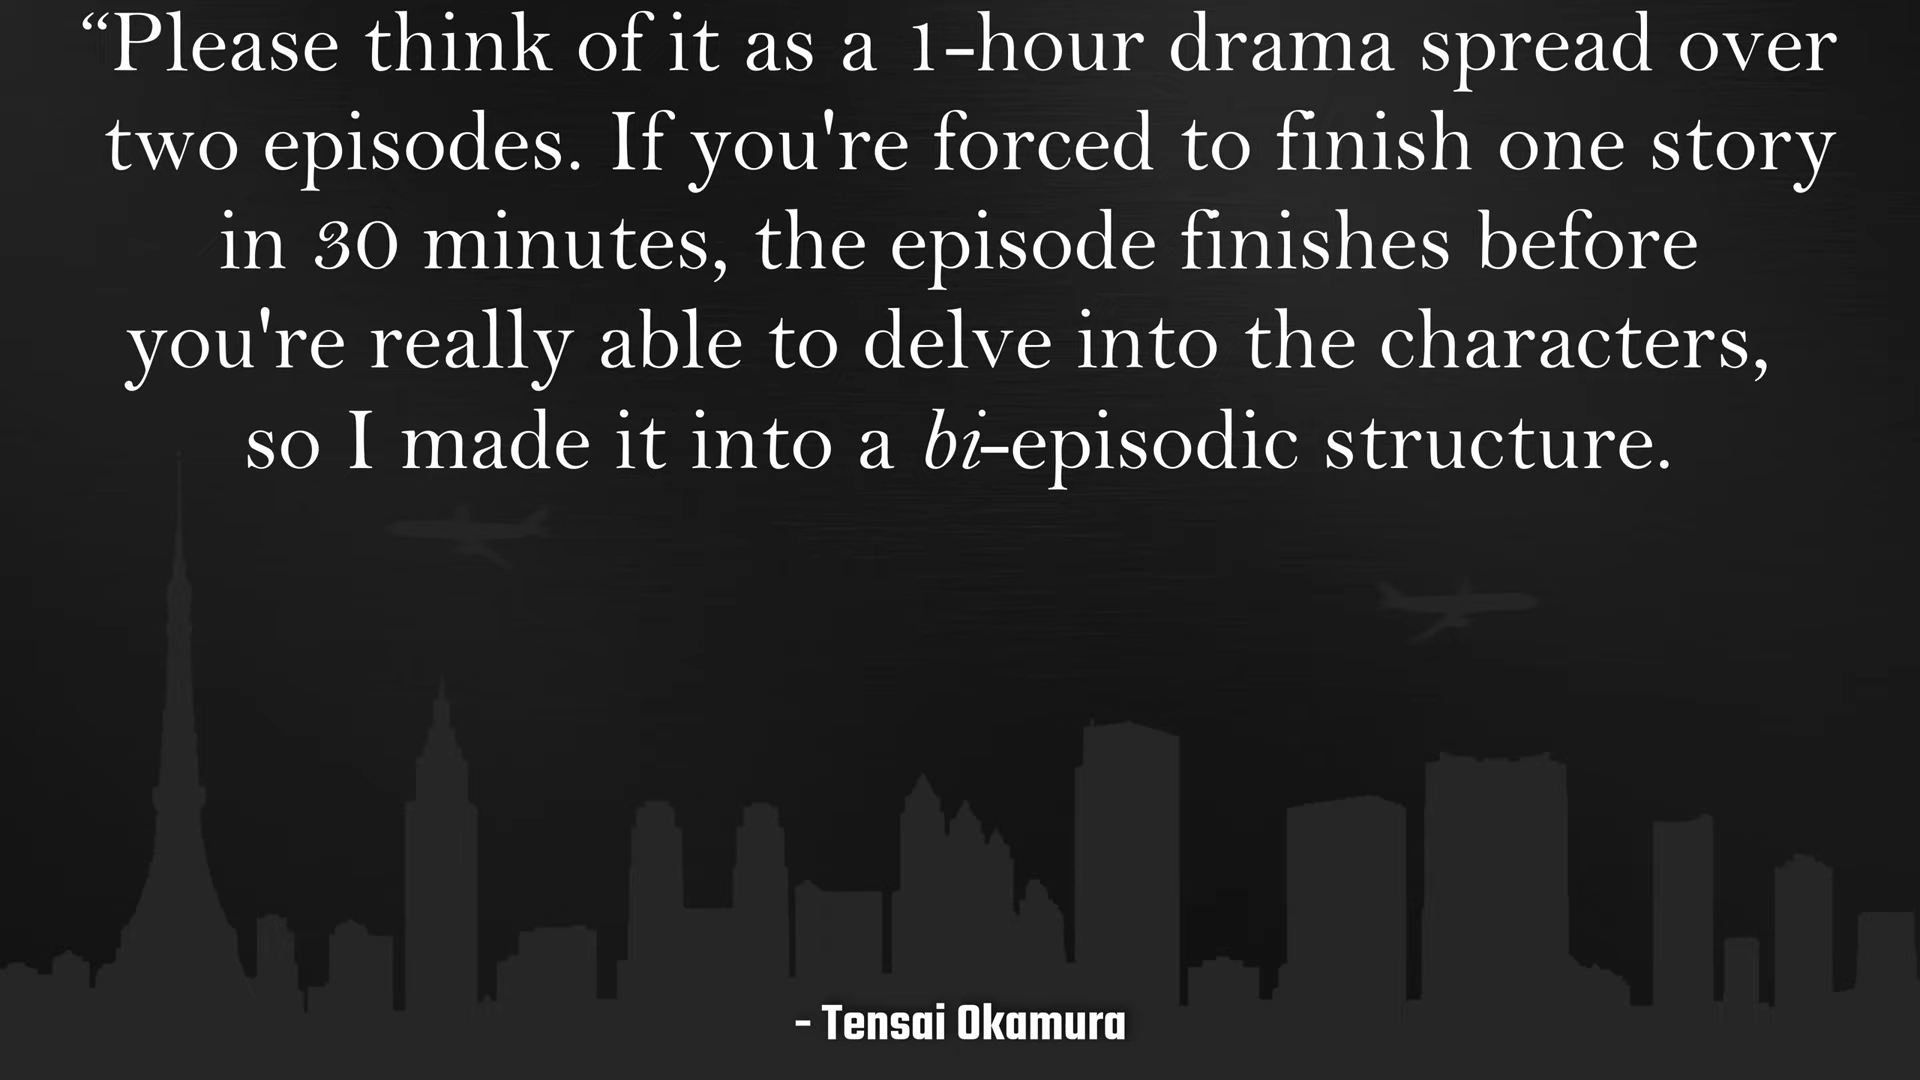 “Please think of it as a 1-hour drama spread over
two episodes. If you're forced to finish one story
in 30 minutes, the episode finishes before
you're really able to delve into the characters,
so I made it into a bi-episodic structure.
- Tensai Okamura